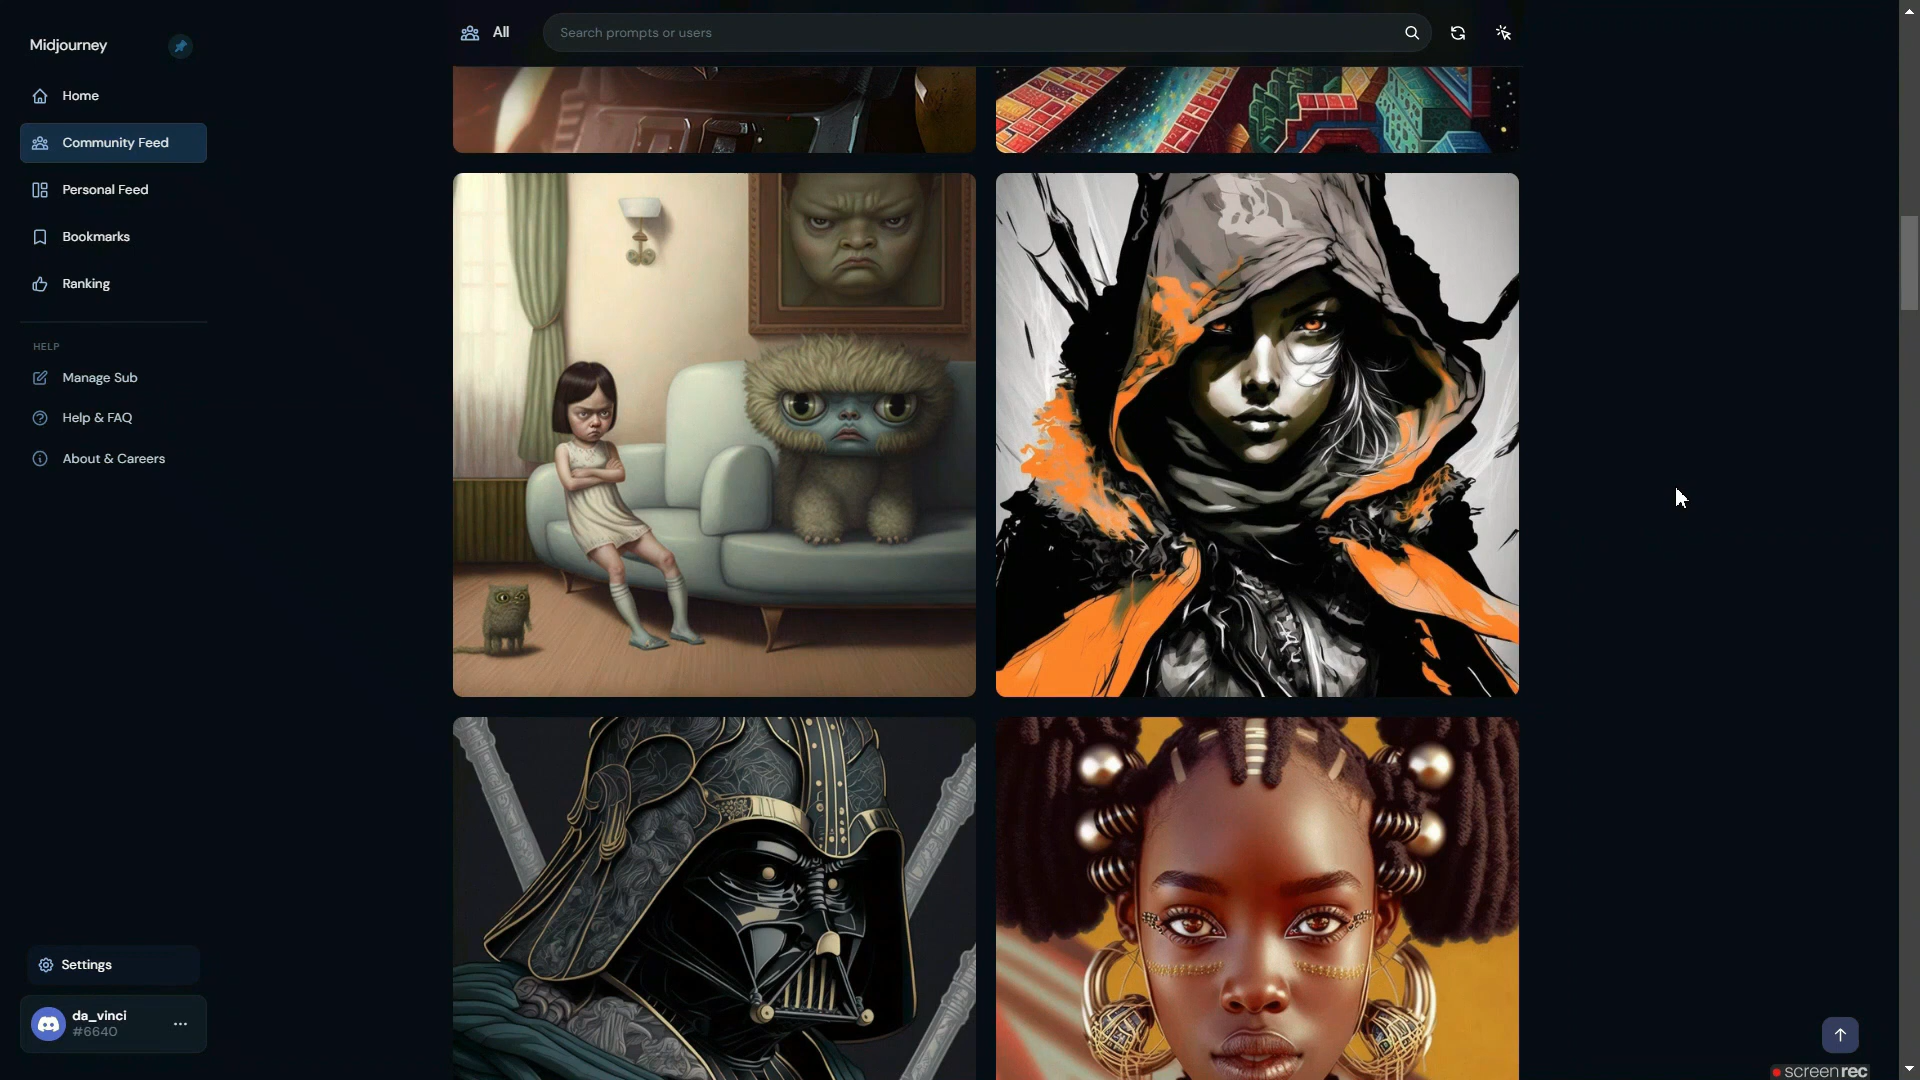 Midjourney
Home
Community Feed
Personal Feed
Bookmarks
Ranking
HELP
Manage Sub
Help & FAQ
About & Careers
Settings
da_vinci
#6640
All
Search prompts or users
screenrec